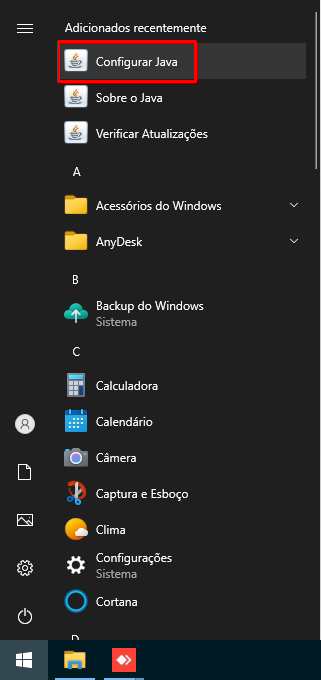 Adicionados recentemente
Configurar Java
Sobre o Java
Verificar Atualizações
A
Acessórios do Windows
AnyDesk
B
Backup do Windows
Sistema
C
Calculadora
Calendário
Câmera
Captura e Esboço
Clima
Configurações
Sistema
Cortana
D